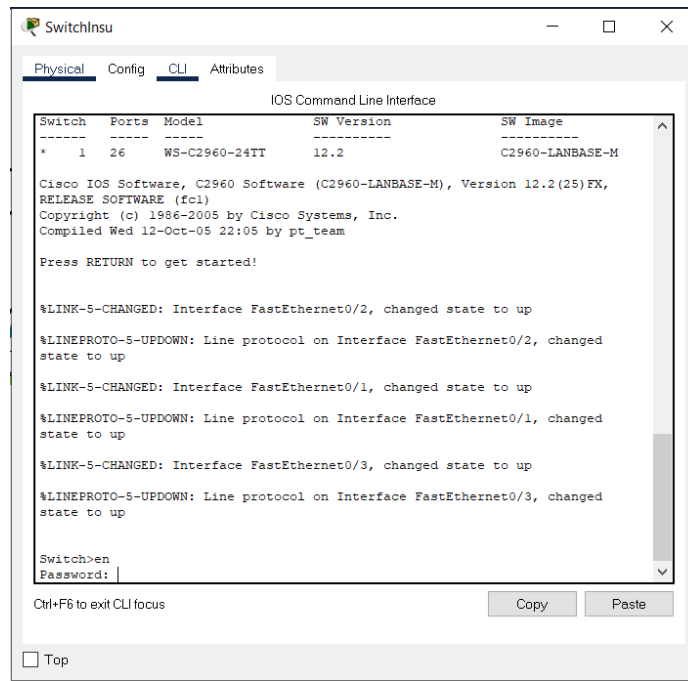 SwitchInsu
Physical Config CLI Attributes
IOS Command Line Interface
Switch Ports Model SW Version SW Image
------ ----- ----- ---------- ----------
* 1 26 WS-C2960-24TT 12.2 C2960-LANBASE-M
Cisco IOS Software, C2960 Software (C2960-LANBASE-M), Version 12.2(25)FX,
RELEASE SOFTWARE (fc1)
Copyright (c) 1986-2005 by Cisco Systems, Inc.
Compiled Wed 12-Oct-05 22:05 by pt_team
Press RETURN to get started!
%LINK-5-CHANGED: Interface FastEthernet0/2, changed state to up
%LINEPROTO-5-UPDOWN: Line protocol on Interface FastEthernet0/2, changed
state to up
%LINK-5-CHANGED: Interface FastEthernet0/1, changed state to up
%LINEPROTO-5-UPDOWN: Line protocol on Interface FastEthernet0/1, changed
state to up
%LINK-5-CHANGED: Interface FastEthernet0/3, changed state to up
%LINEPROTO-5-UPDOWN: Line protocol on Interface FastEthernet0/3, changed
state to up
Switch>en
Password:
Ctrl+F6 to exit CLI focus
Copy Paste
Top